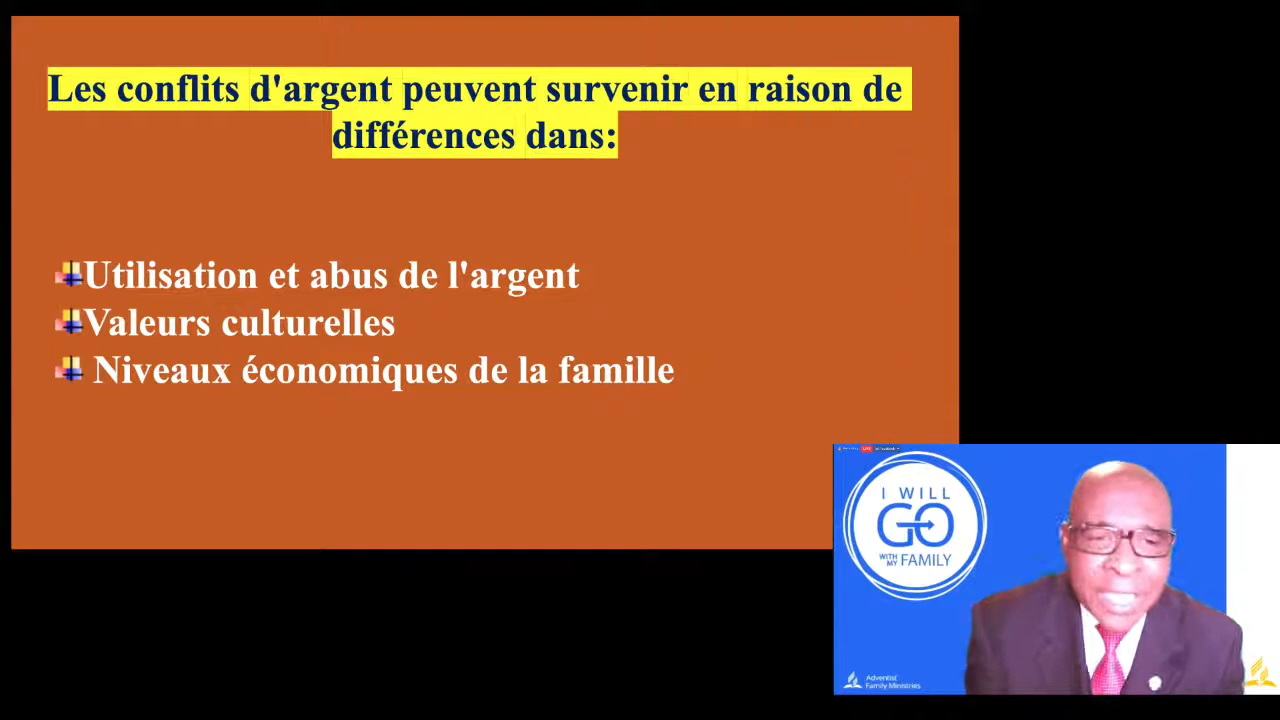 Les conflits d'argent peuvent survenir en raison de
différences dans:
Utilisation et abus de l'argent
Valeurs culturelles
Niveaux économiques de la famille
I WILL
GO
WITH MY FAMILY
Adventist
Family Ministries